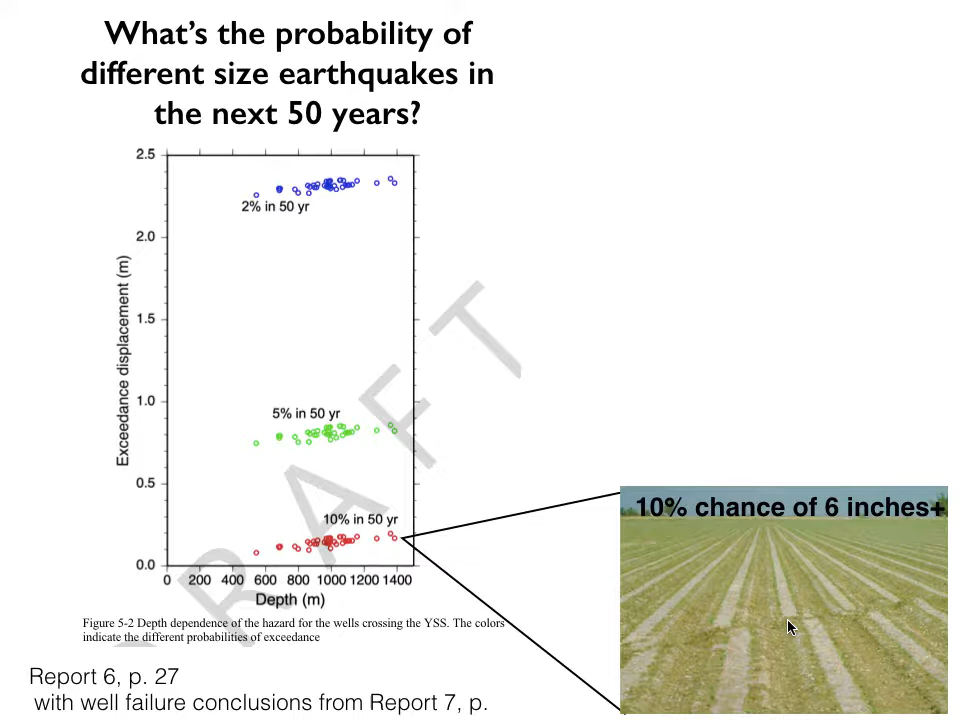 What's the probability of
different size earthquakes in
the next 50 years?
2.5
2% in 50 yr
2.0
Exceedance displacement (m)
1.5
1.0
5% in 50 yr
0.5
10% in 50 yr
0.0
0 200 400 600 800 1000 1200 1400
Depth (m)
RAFT
Figure 5-2 Depth dependence of the hazard for the wells crossing the YSS. The colors
indicate the different probabilities of exceedance
10% chance of 6 inches+
Report 6, p. 27
with well failure conclusions from Report 7, p.